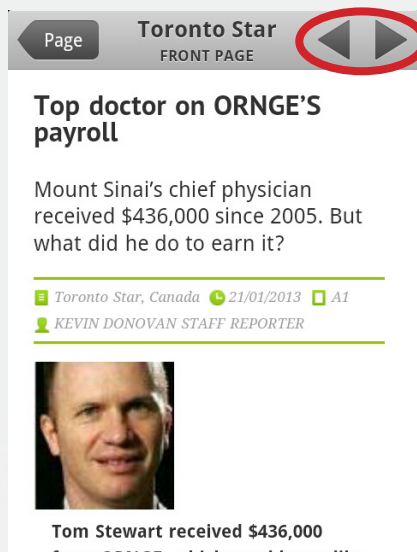 Page
Toronto Star
FRONT PAGE
Top doctor on ORNGE’S
payroll
Mount Sinai’s chief physician
received $436,000 since 2005. But
what did he do to earn it?
Toronto Star, Canada 21/01/2013 A1
KEVIN DONOVAN STAFF REPORTER
Tom Stewart received $436,000